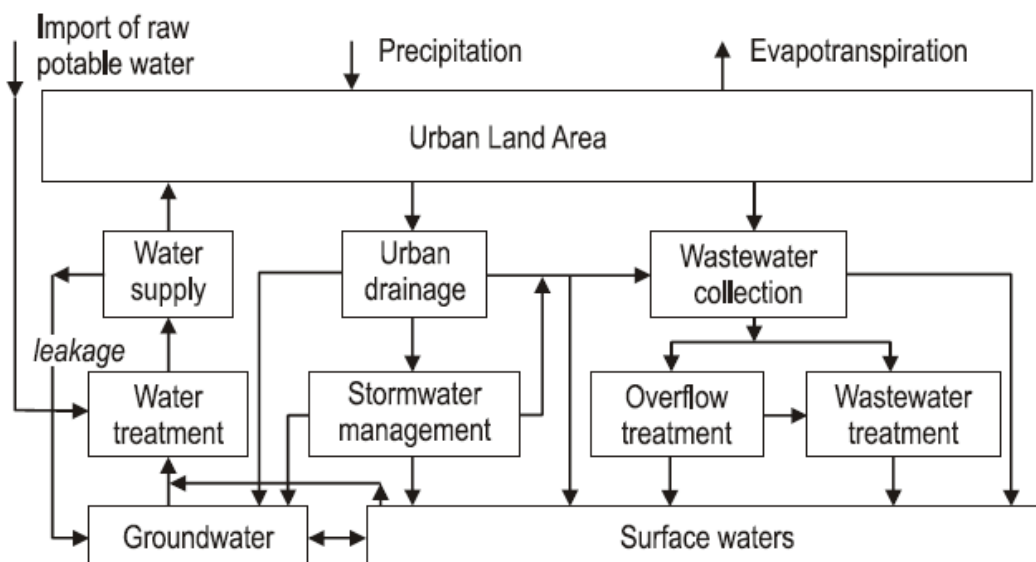 Import of raw
potable water
Precipitation
Evapotranspiration
Urban Land Area
Water
supply
Urban
drainage
Wastewater
collection
leakage
Water
treatment
Stormwater
management
Overflow
treatment
Wastewater
treatment
Groundwater
Surface waters